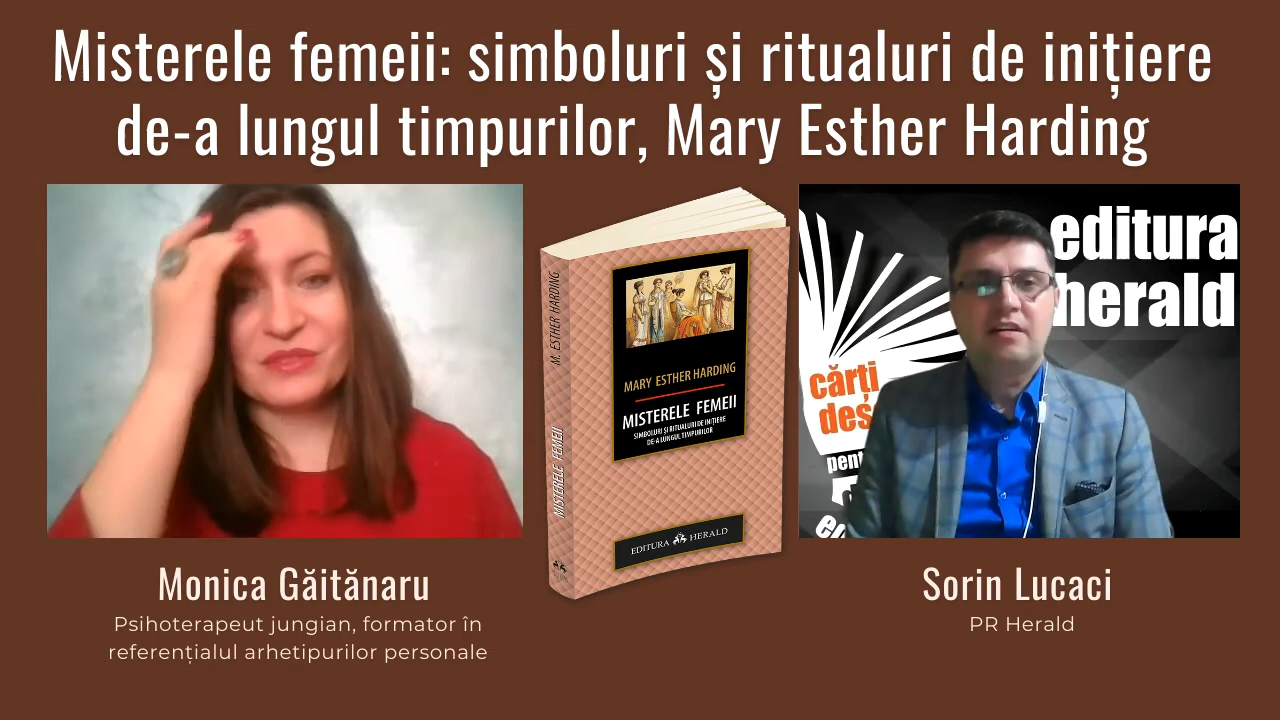 Misterele femeii: simboluri și ritualuri de inițiere
de-a lungul timpurilor, Mary Esther Harding
M. ESTHER HARDING
MISTERELE FEMEII
MARY ESTHER HARDING
MISTERELE FEMEII
SIMBOLURI ȘI RITUALURI DE INIȚIERE
DE-A LUNGUL TIMPURILOR
EDITURA HERALD
editura
herald
cărți
des
pent
Monica Găitănaru
Psihoterapeut jungian, formator în
referențialul arhetipurilor personale
Sorin Lucaci
PR Herald